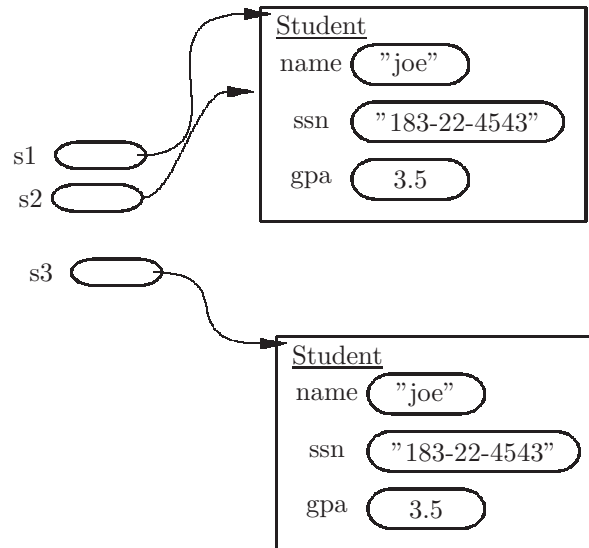 Student
name "joe"
ssn "183-22-4543"
gpa 3.5
s1
s2
s3
Student
name "joe"
ssn "183-22-4543"
gpa 3.5